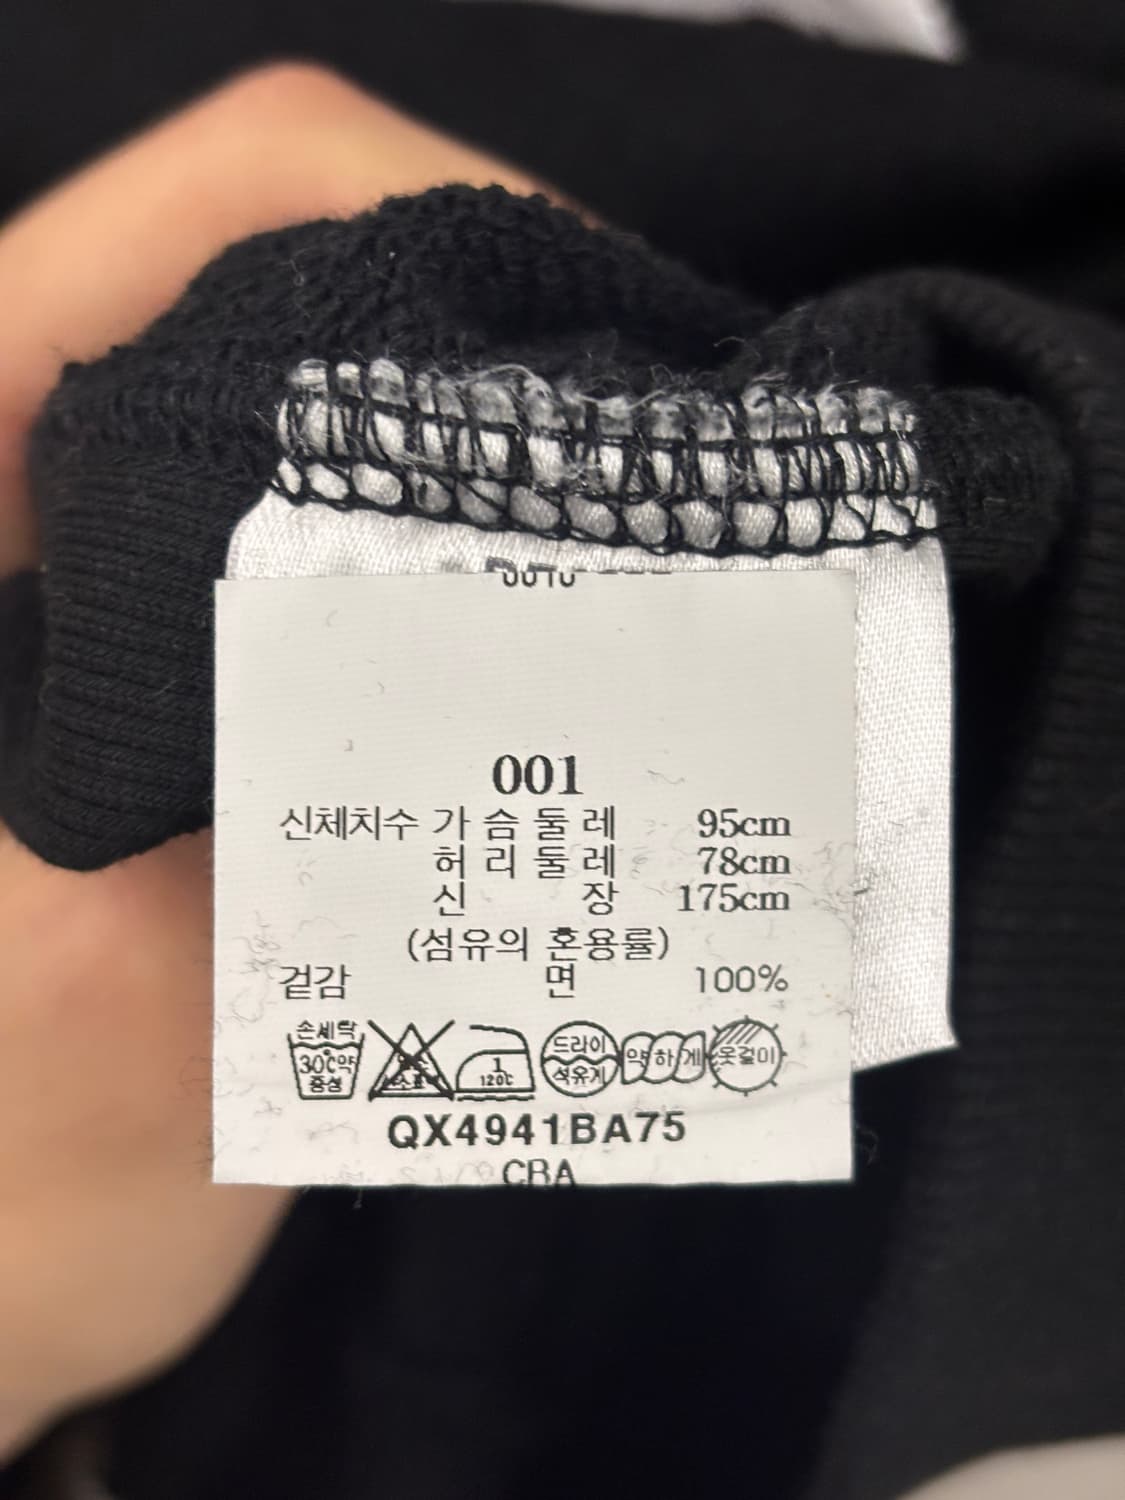 001
신체치수 가슴둘레 95cm
허리둘레 78cm
신장 175cm
(섬유의 혼용률)
겉감 면 100%
손세탁
30℃약
중성
1
120℃
드라이
석유계
약하게
옷걸이
QX4941BA75
CBA